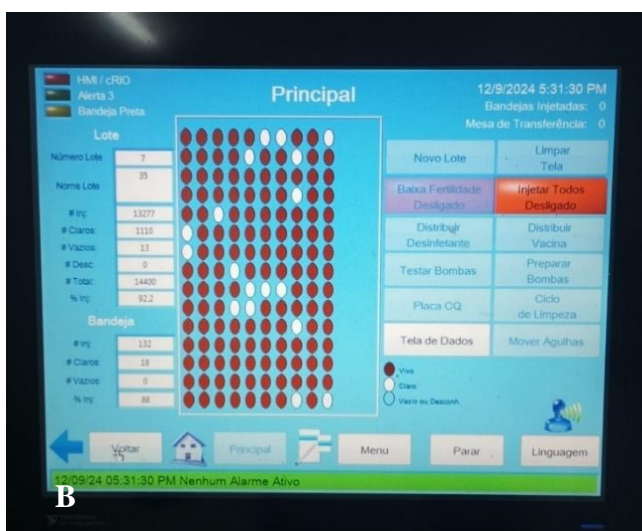 HMI / cRIO
Alerta 3
Bandeja Preta
Principal
12/9/2024 5:31:30 PM
Bandejas Injetadas: 0
Mesa de Transferência: 0
Lote
Número Lote 7
Nome Lote 35
# Inj: 13277
# Claros: 1110
# Vazios: 13
# Desc: 0
# Total: 14400
% Inj: 92.2
Bandeja
# Inj: 132
# Claros: 18
# Vazios: 0
% Inj: 88
Novo Lote
Limpar
Tela
Baixa Fertilidade
Desligado
Injetar Todos
Desligado
Distribuir
Desinfetante
Distribuir
Vacina
Testar Bombas
Preparar
Bombas
Placa CQ
Ciclo
de Limpeza
Tela de Dados
Mover Agulhas
Vivo
Claro
Vazio ou Desconh.
Voltar
Principal
Menu
Parar
Linguagem
12/09/24 05:31:30 PM Nenhum Alarme Ativo
B